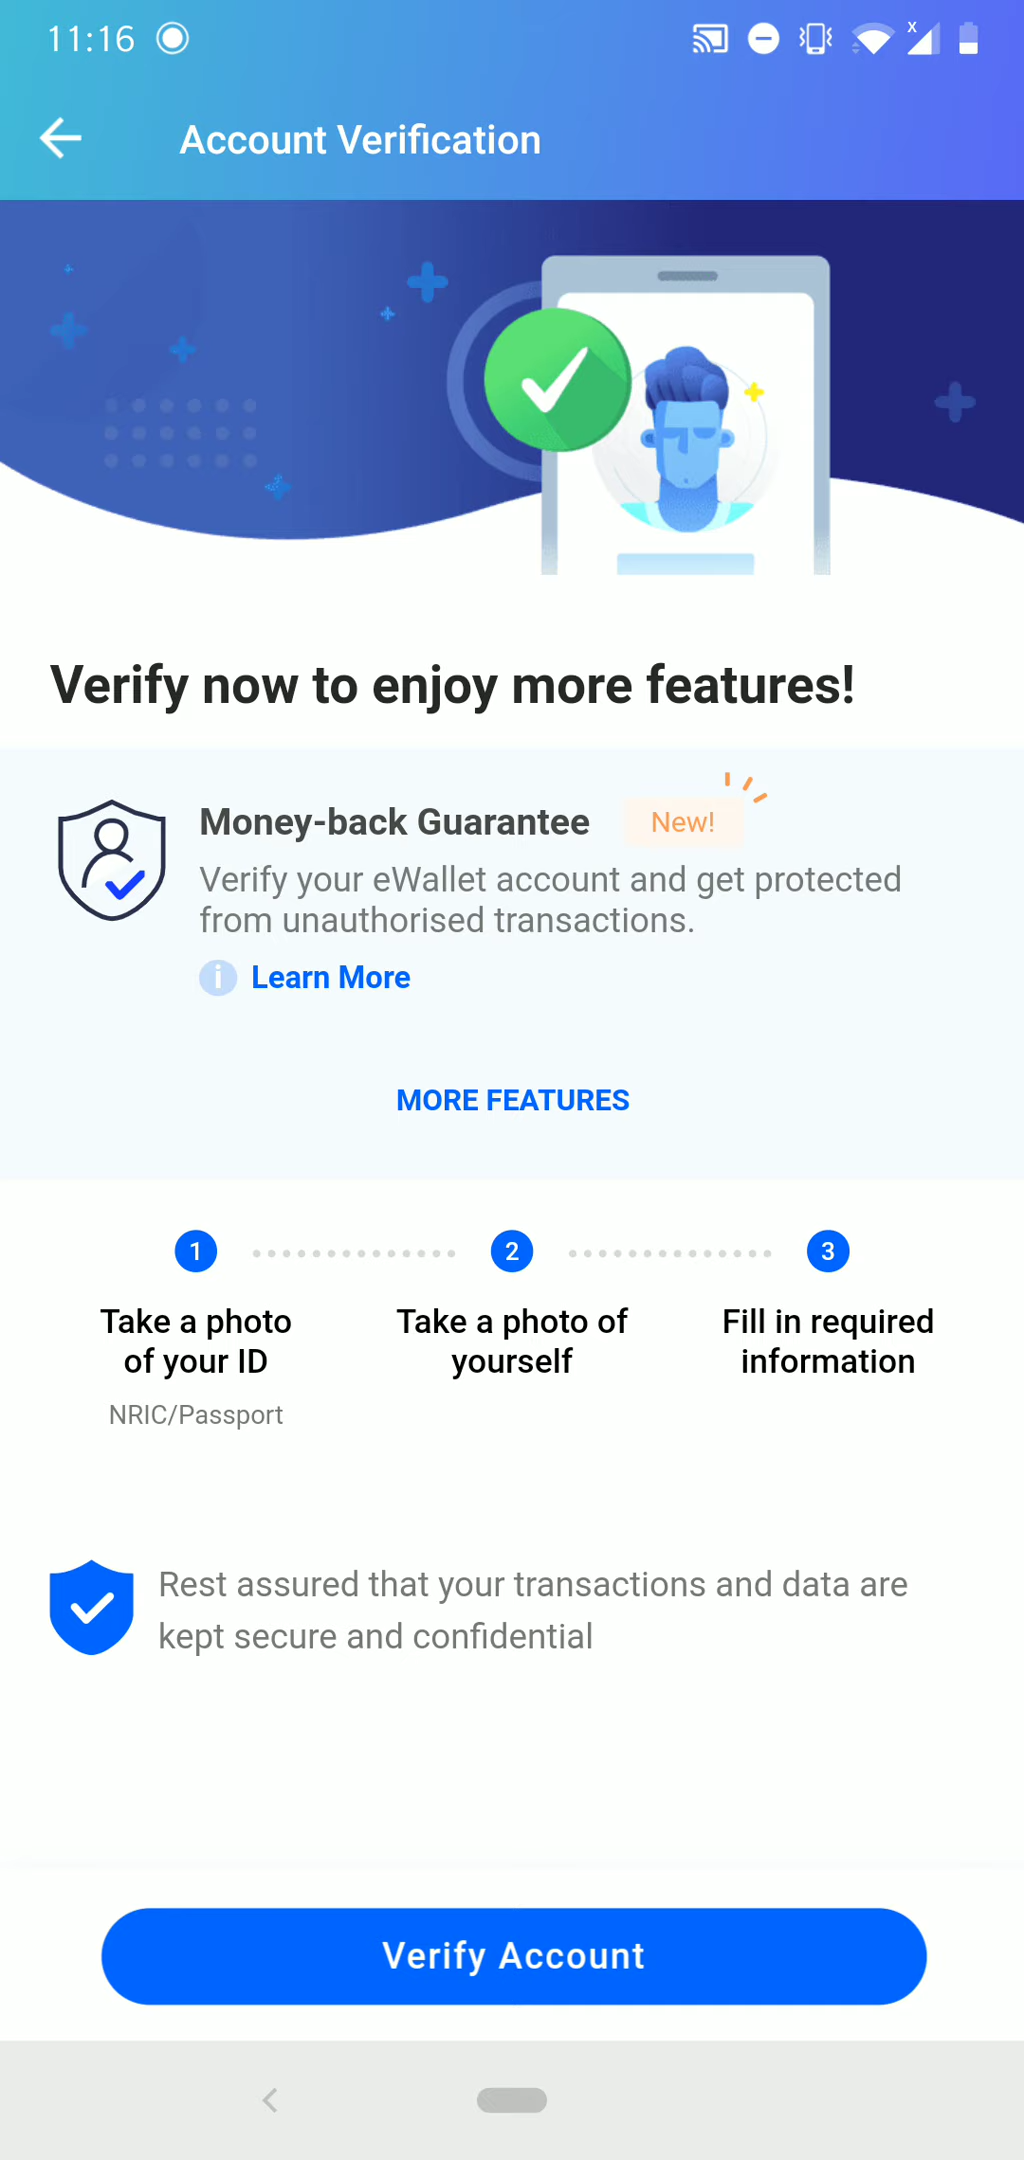 11:16
Account Verification
Verify now to enjoy more features!
Money-back Guarantee New!
Verify your eWallet account and get protected
from unauthorised transactions.
i Learn More
MORE FEATURES
1 2 3
Take a photo
of your ID
NRIC/Passport
Take a photo of
yourself
Fill in required
information
Rest assured that your transactions and data are
kept secure and confidential
Verify Account